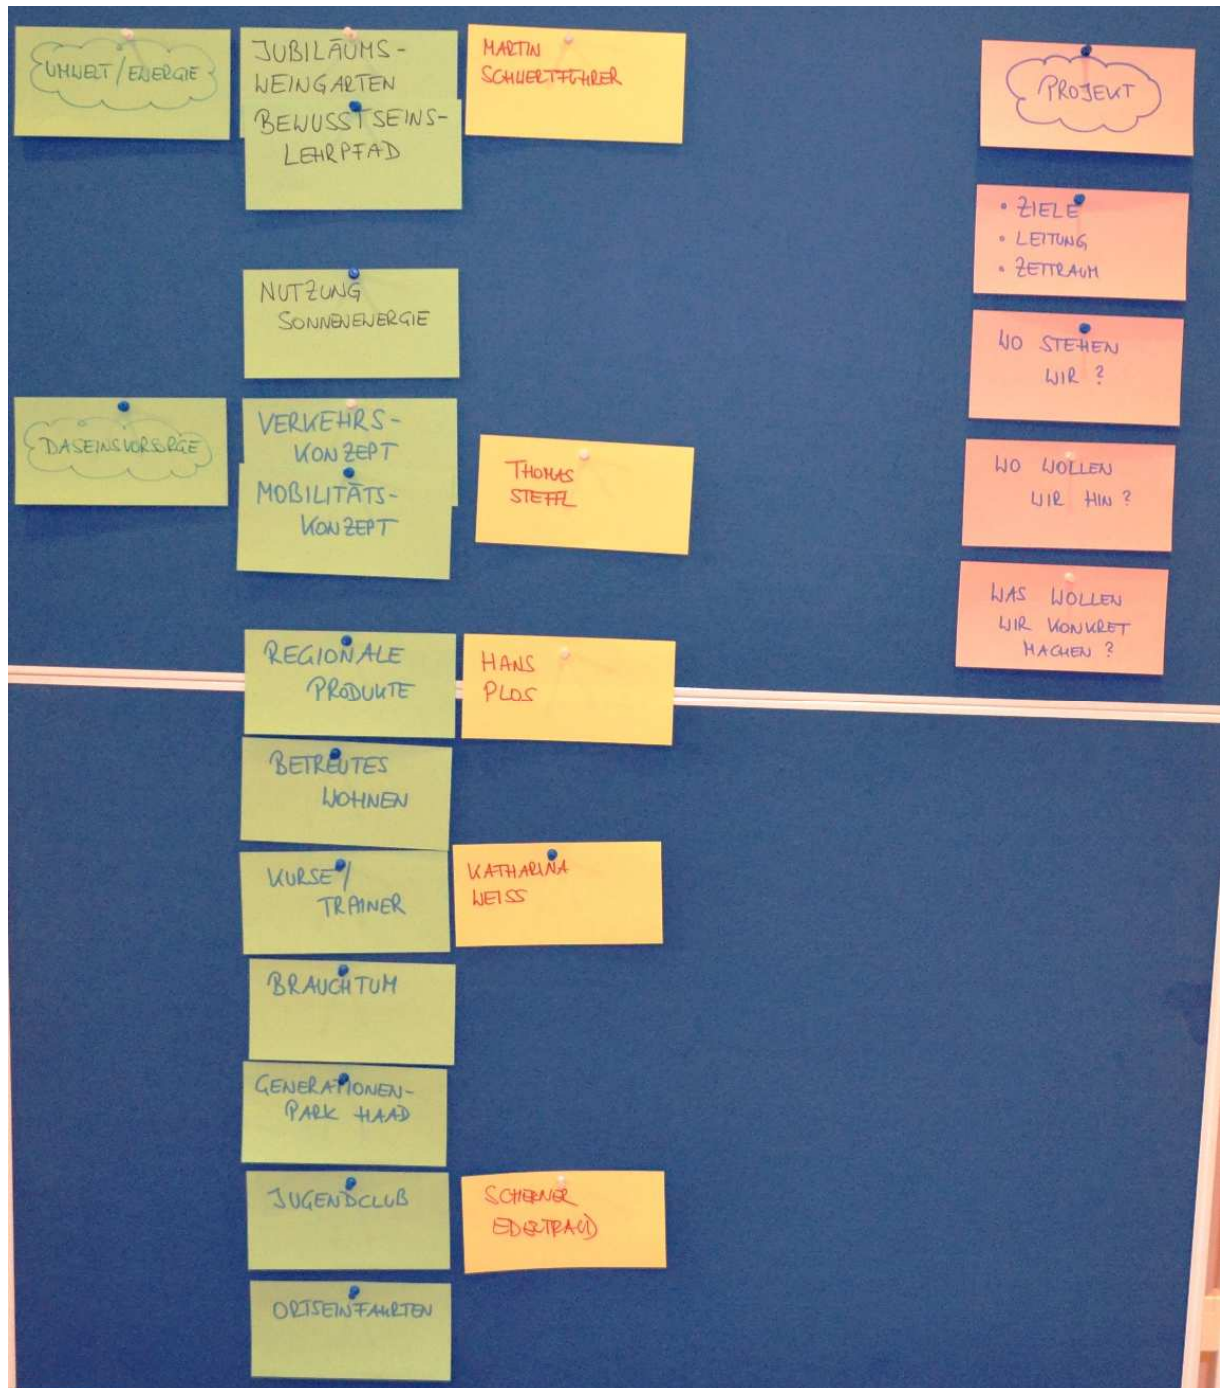 UMWELT/ENERGIE
JUBILÄUMS-
WEINGARTEN
BEWUSSTSEINS-
LEHRPFAD
MARTIN
SCHWERTFÜHRER
NUTZUNG
SONNENENERGIE
DASEINSVORSORGE
VERKEHRS-
KONZEPT
MOBILITÄTS-
KONZEPT
THOMAS
STEFFL
REGIONALE
PRODUKTE
HANS
PLOS
BETREUTES
WOHNEN
KURSE/
TRAINER
KATHARINA
WEISS
BRAUCHTUM
GENERATIONEN-
PARK HAAD
JUGENDCLUB
SCHERNER
EDELTRAUD
ORTSEINFAHRTEN
PROJEKT
• ZIELE
• LEITUNG
• ZEITRAUM
WO STEHEN
WIR ?
WO WOLLEN
WIR HIN ?
WAS WOLLEN
WIR KONKRET
MACHEN ?